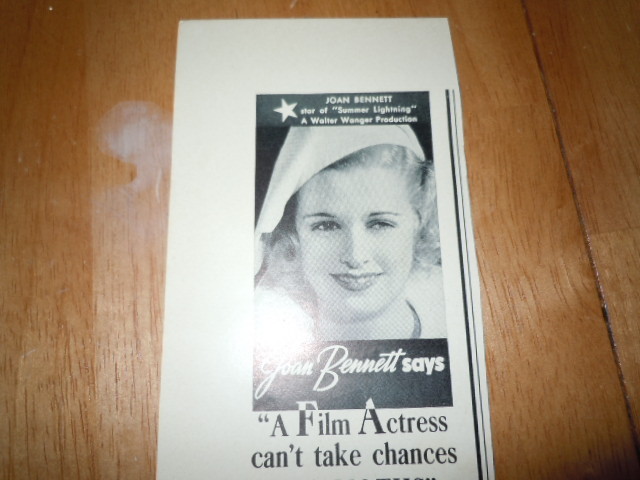 JOAN BENNETT
star of "Summer Lightning"
A Walter Wanger Production
Joan Bennett says
"A Film Actress
can't take chances